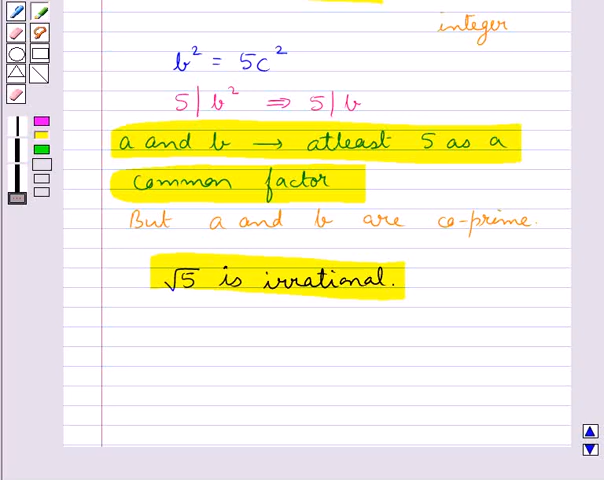 integer
b² = 5c²
5|b² ⇒ 5|b
a and b → atleast 5 as a
common factor
But a and b are co-prime.
√5 is irrational.